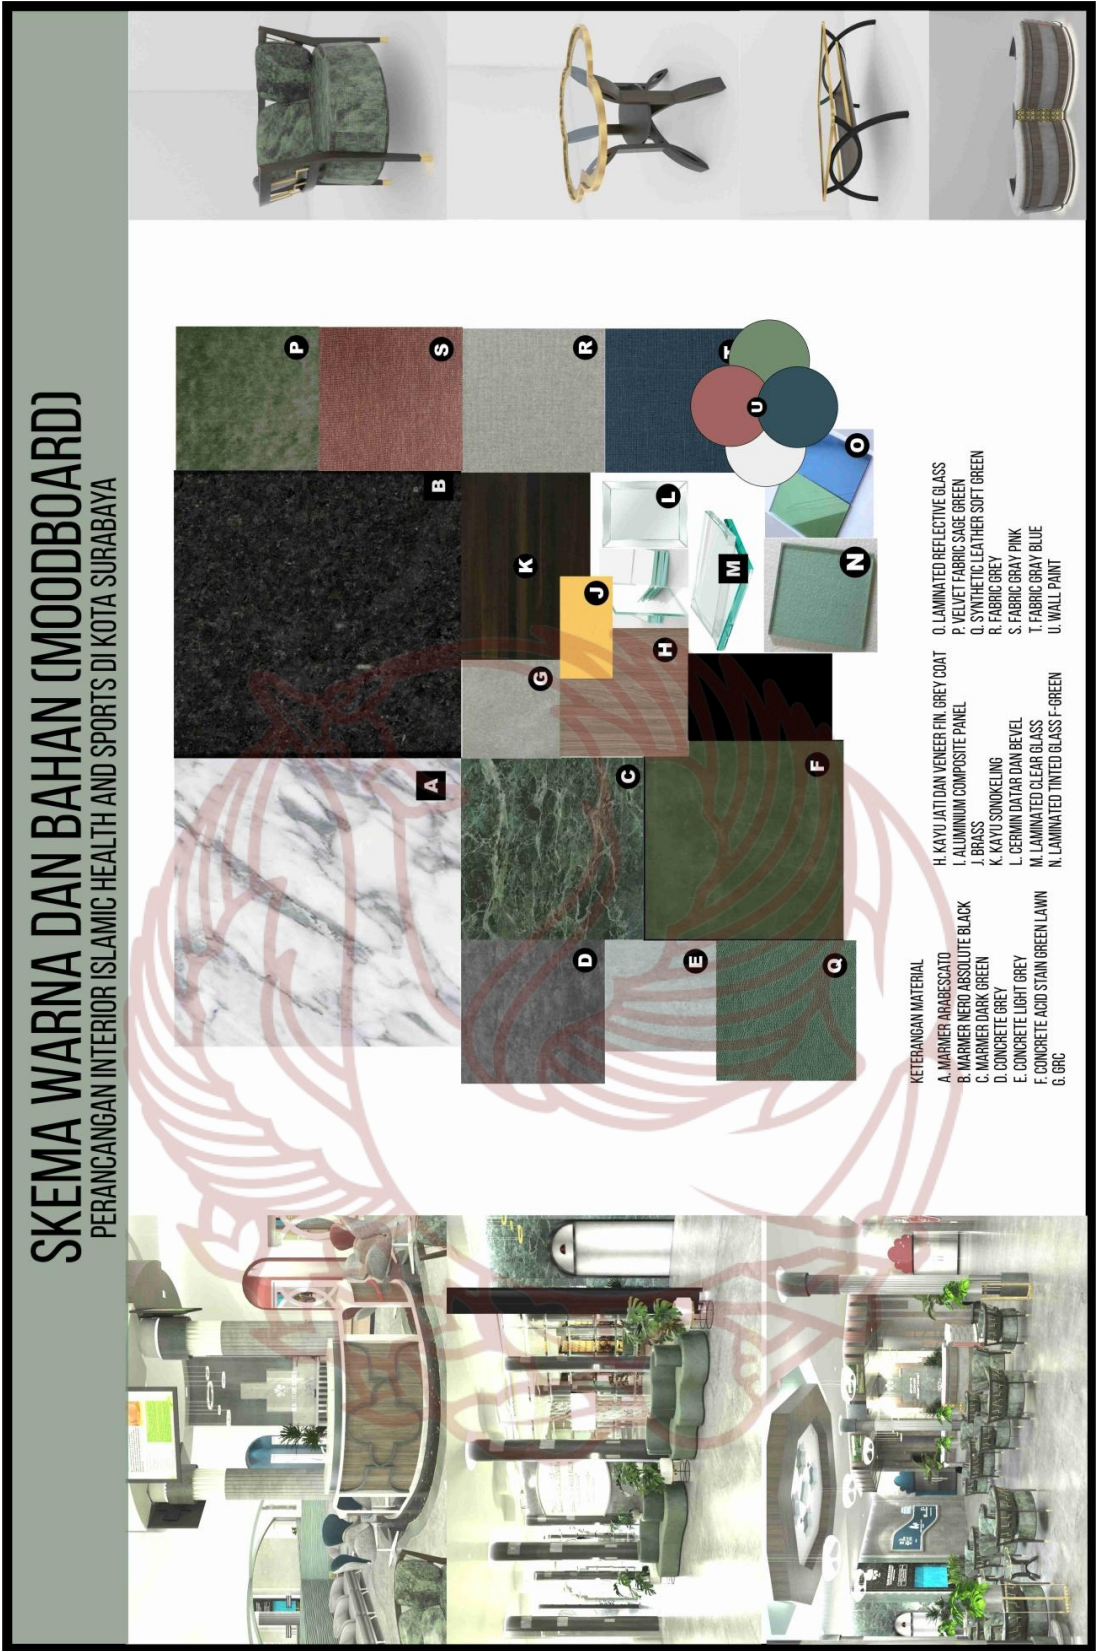 SKEMA WARNA DAN BAHAN (MOODBOARD)
PERANCANGAN INTERIOR ISLAMIC HEALTH AND SPORTS DI KOTA SURABAYA
A
B
P
S
R
T
U
K
L
J
G
H
M
O
N
C
F
D
E
Q
KETERANGAN MATERIAL
A. MARMER ARABESCATO
B. MARMER NERO ABSOLUTE BLACK
C. MARMER DARK GREEN
D. CONCRETE GREY
E. CONCRETE LIGHT GREY
F. CONCRETE ACID STAIN GREEN LAWN
G. GRC
H. KAYU JATI DAN VENEER FIN. GREY COAT
I. ALUMINIUM COMPOSITE PANEL
J. BRASS
K. KAYU SONOKELING
L. CERMIN DATAR DAN BEVEL
M. LAMINATED CLEAR GLASS
N. LAMINATED TINTED GLASS F-GREEN
O. LAMINATED REFLECTIVE GLASS
P. VELVET FABRIC SAGE GREEN
Q. SYNTHETIC LEATHER SOFT GREEN
R. FABRIC GREY
S. FABRIC GRAY PINK
T. FABRIC GRAY BLUE
U. WALL PAINT